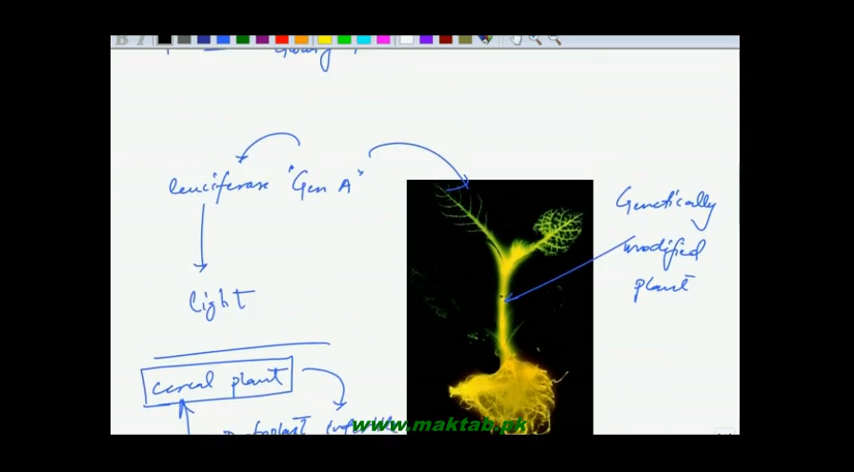 luciferase "Gen A"
Genetically
modified
plant
light
cereal plant
www.maktab.pk